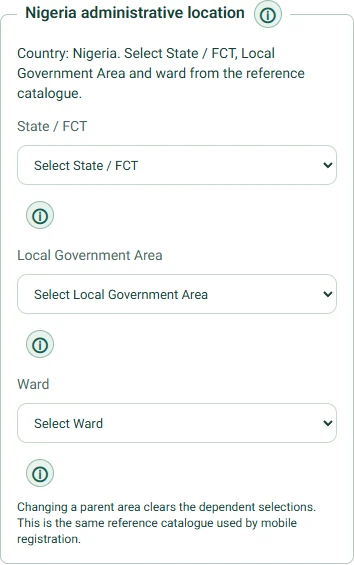 Nigeria administrative location
Country: Nigeria. Select State / FCT, Local
Government Area and ward from the reference
catalogue.
State / FCT
Select State / FCT
Local Government Area
Select Local Government Area
Ward
Select Ward
Changing a parent area clears the dependent selections.
This is the same reference catalogue used by mobile
registration.